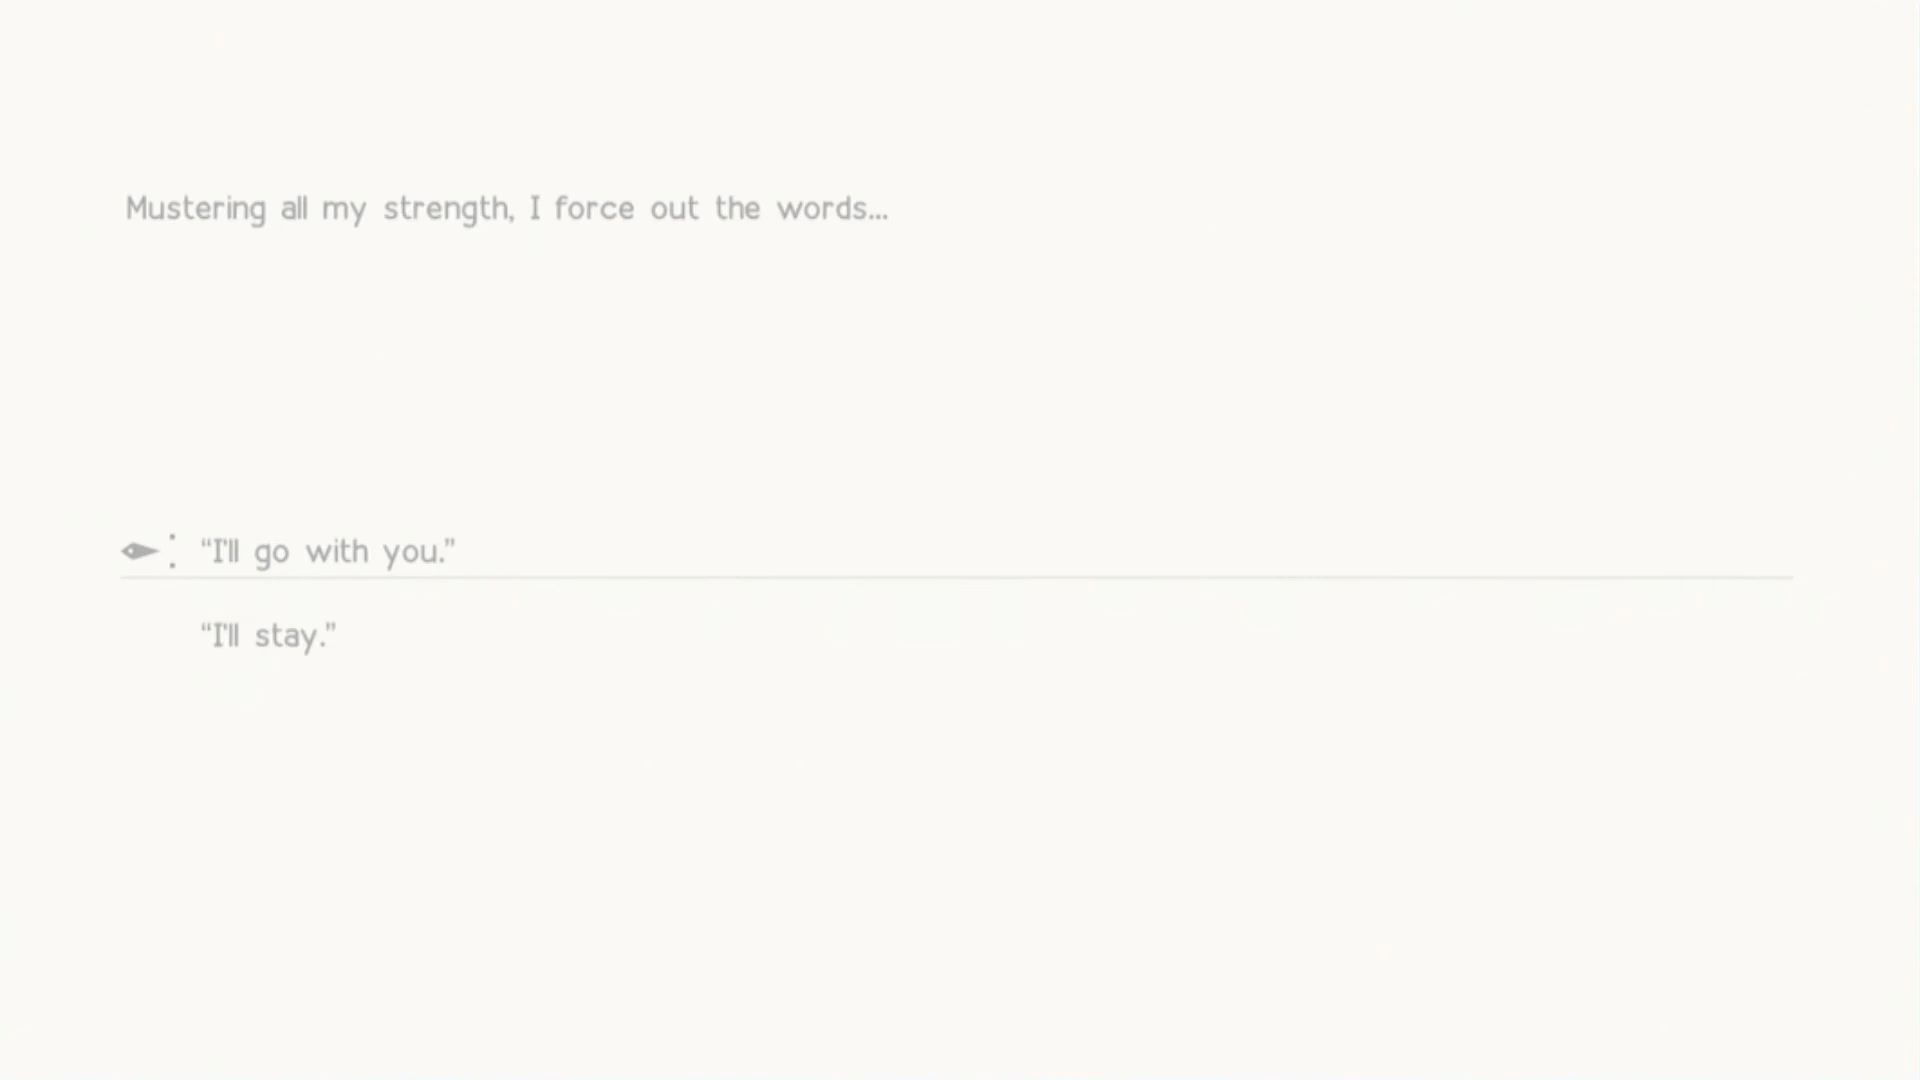 Mustering all my strength, I force out the words...
“I'll go with you.”
“I'll stay.”